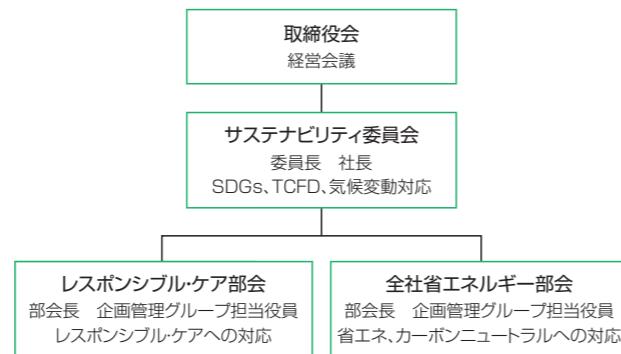 取締役会
経営会議
サステナビリティ委員会
委員長　社長
SDGs、TCFD、気候変動対応
レスポンシブル・ケア部会
部会長　企画管理グループ担当役員
レスポンシブル・ケアへの対応
全社省エネルギー部会
部会長　企画管理グループ担当役員
省エネ、カーボンニュートラルへの対応